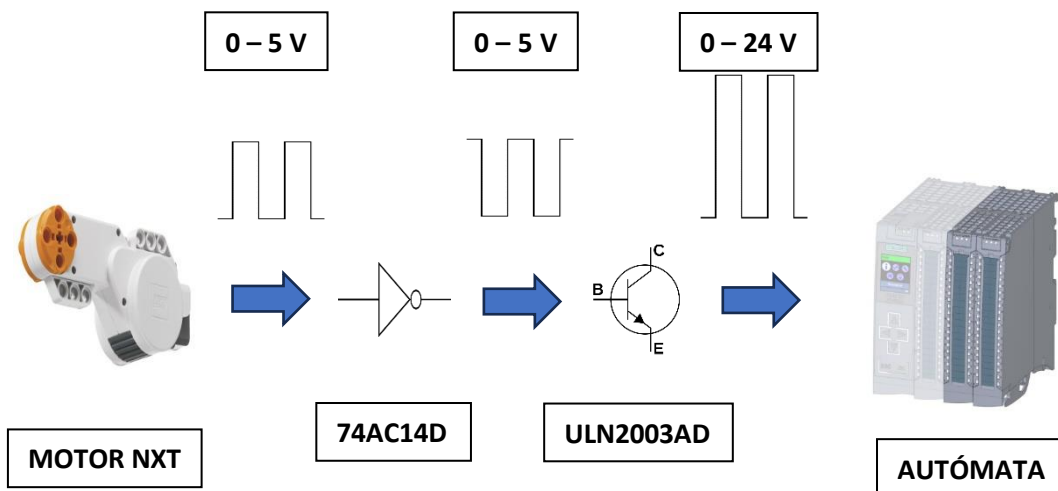 0 – 5 V
0 – 5 V
0 – 24 V
C
B
E
74AC14D
ULN2003AD
MOTOR NXT
AUTÓMATA